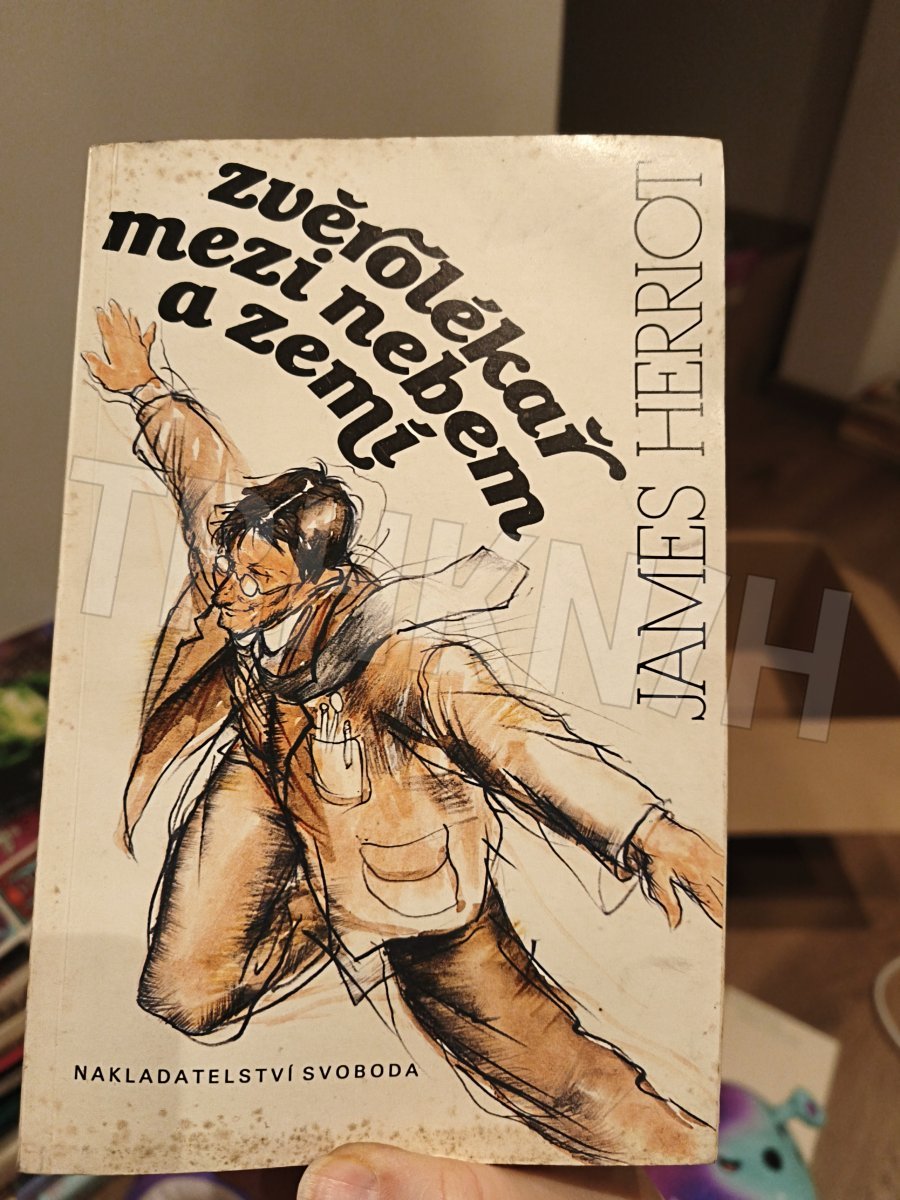 zvěrolékař
mezi nebem
a zemí
JAMES HERRIOT
NAKLADATELSTVÍ SVOBODA